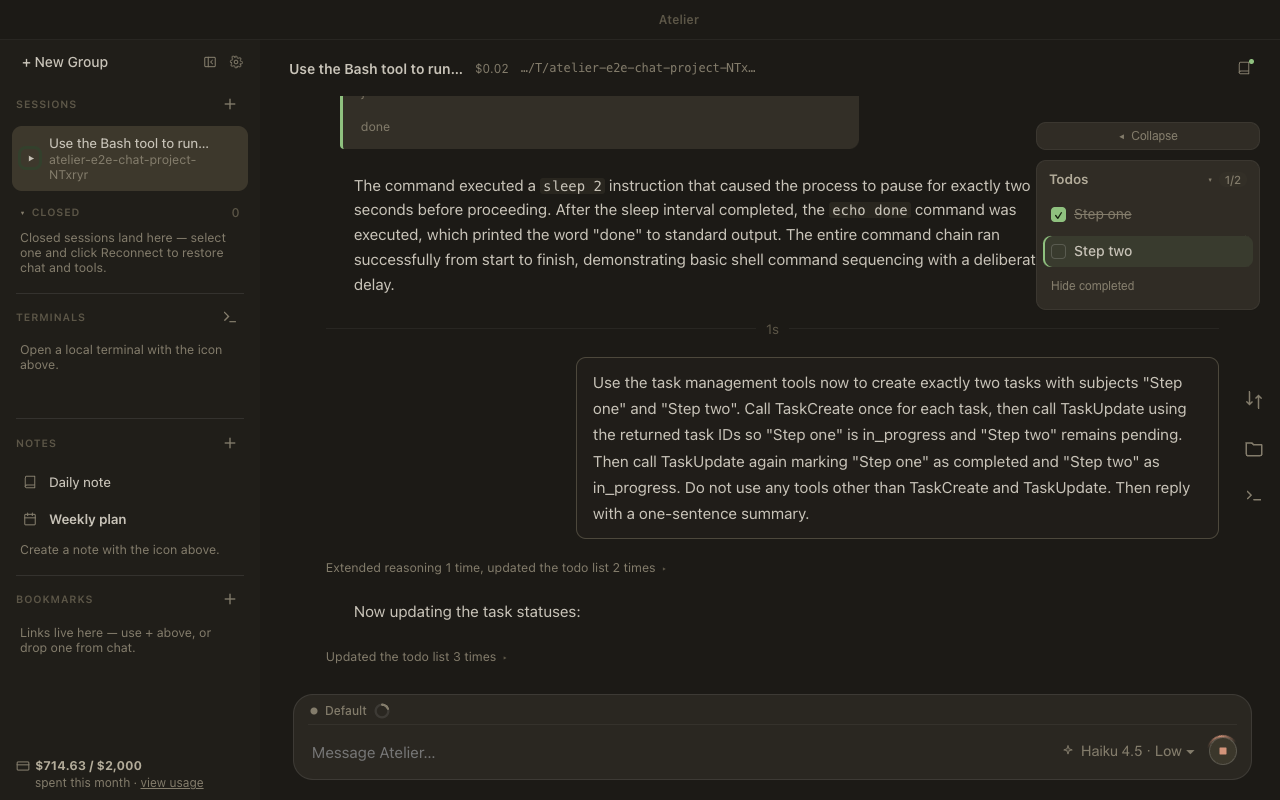 Atelier
+ New Group
SESSIONS
Use the Bash tool to run...
atelier-e2e-chat-project-
NTxryr
CLOSED
0
Closed sessions land here — select
one and click Reconnect to restore
chat and tools.
TERMINALS
Open a local terminal with the icon
above.
NOTES
Daily note
Weekly plan
Create a note with the icon above.
BOOKMARKS
Links live here — use + above, or
drop one from chat.
$714.63 / $2,000
spent this month · view usage
Use the Bash tool to run... $0.02 …/T/atelier-e2e-chat-project-NTx…
done
The command executed a sleep 2 instruction that caused the process to pause for exactly two
seconds before proceeding. After the sleep interval completed, the echo done command was
executed, which printed the word "done" to standard output. The entire command chain ran
successfully from start to finish, demonstrating basic shell command sequencing with a deliberat
delay.
1s
Collapse
Todos
1/2
Step one
Step two
Hide completed
Use the task management tools now to create exactly two tasks with subjects "Step
one" and "Step two". Call TaskCreate once for each task, then call TaskUpdate using
the returned task IDs so "Step one" is in_progress and "Step two" remains pending.
Then call TaskUpdate again marking "Step one" as completed and "Step two" as
in_progress. Do not use any tools other than TaskCreate and TaskUpdate. Then reply
with a one-sentence summary.
Extended reasoning 1 time, updated the todo list 2 times
Now updating the task statuses:
Updated the todo list 3 times
Default
Message Atelier...
Haiku 4.5 · Low